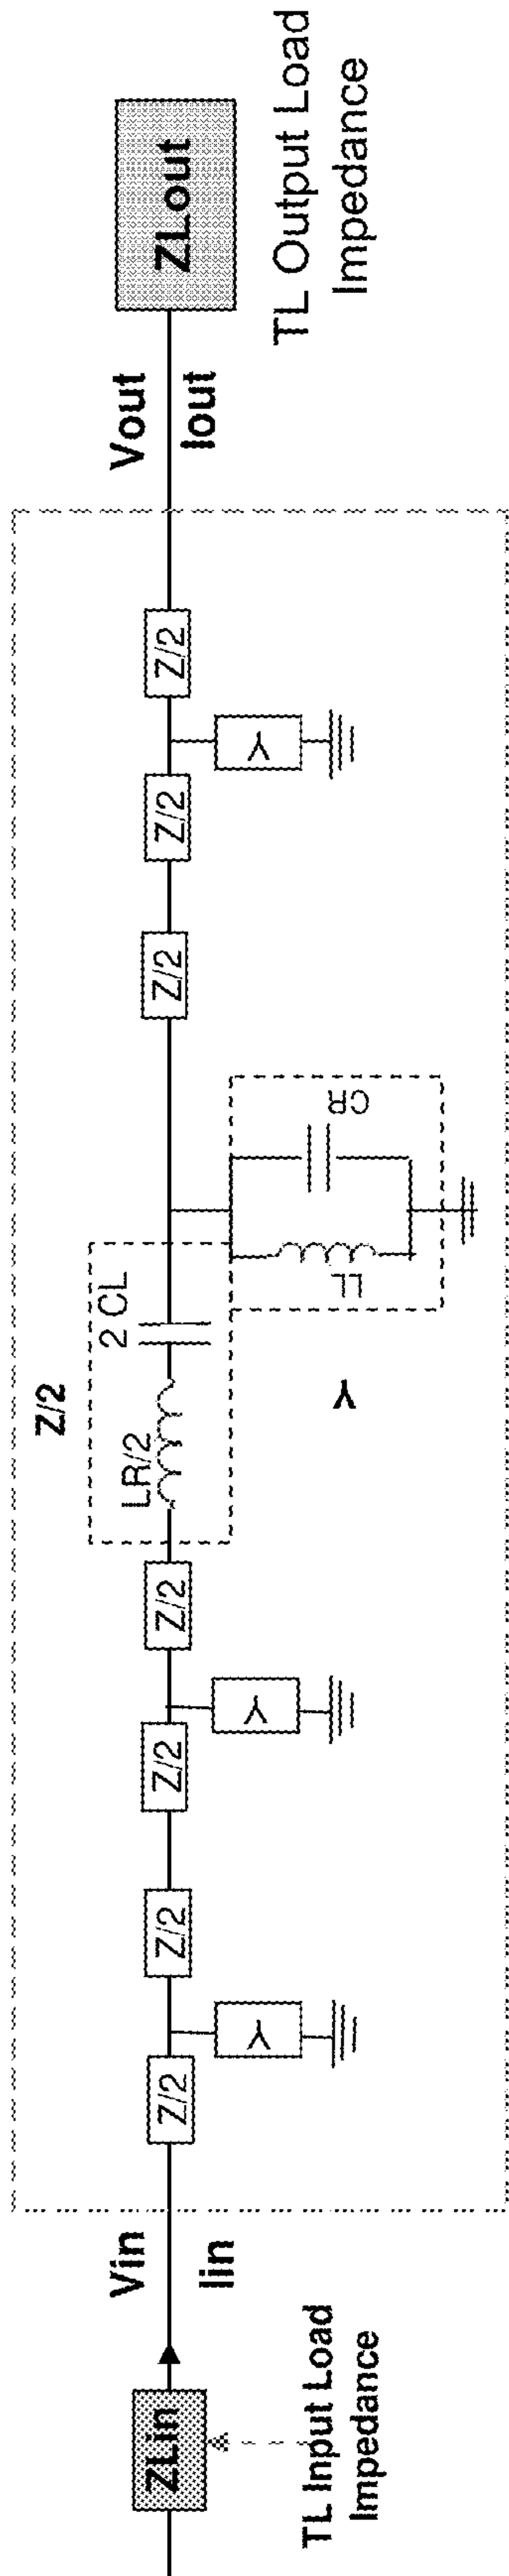 ZLin
TL Input Load
Impedance
Vin
Iin
Z/2
Y
Z/2
Z/2
Y
Z/2
Z/2
LR/2
2 CL
Y
LL
CR
Z/2
Z/2
Y
Z/2
Vout
Iout
ZLout
TL Output Load
Impedance